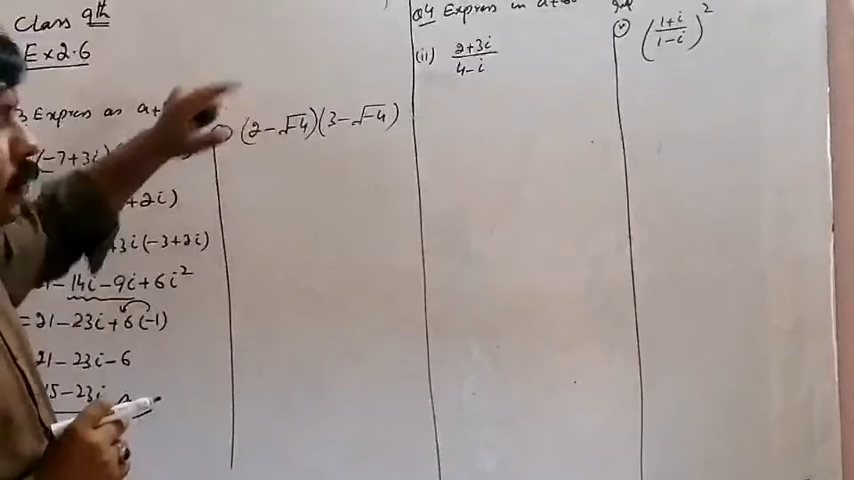 Class 9th
Ex 2.6
3 Express as a+
(-7+3i)
+2i)
+3i(-3+2i)
-14i-9i+6i²
=21-23i+6(-1)
21-23i-6
15-23i
(2-√-4)(3-√-4)
Q4 Express in a+
(ii) (2+3i)/(4-i)
(v) ((1+i)/(1-i))²